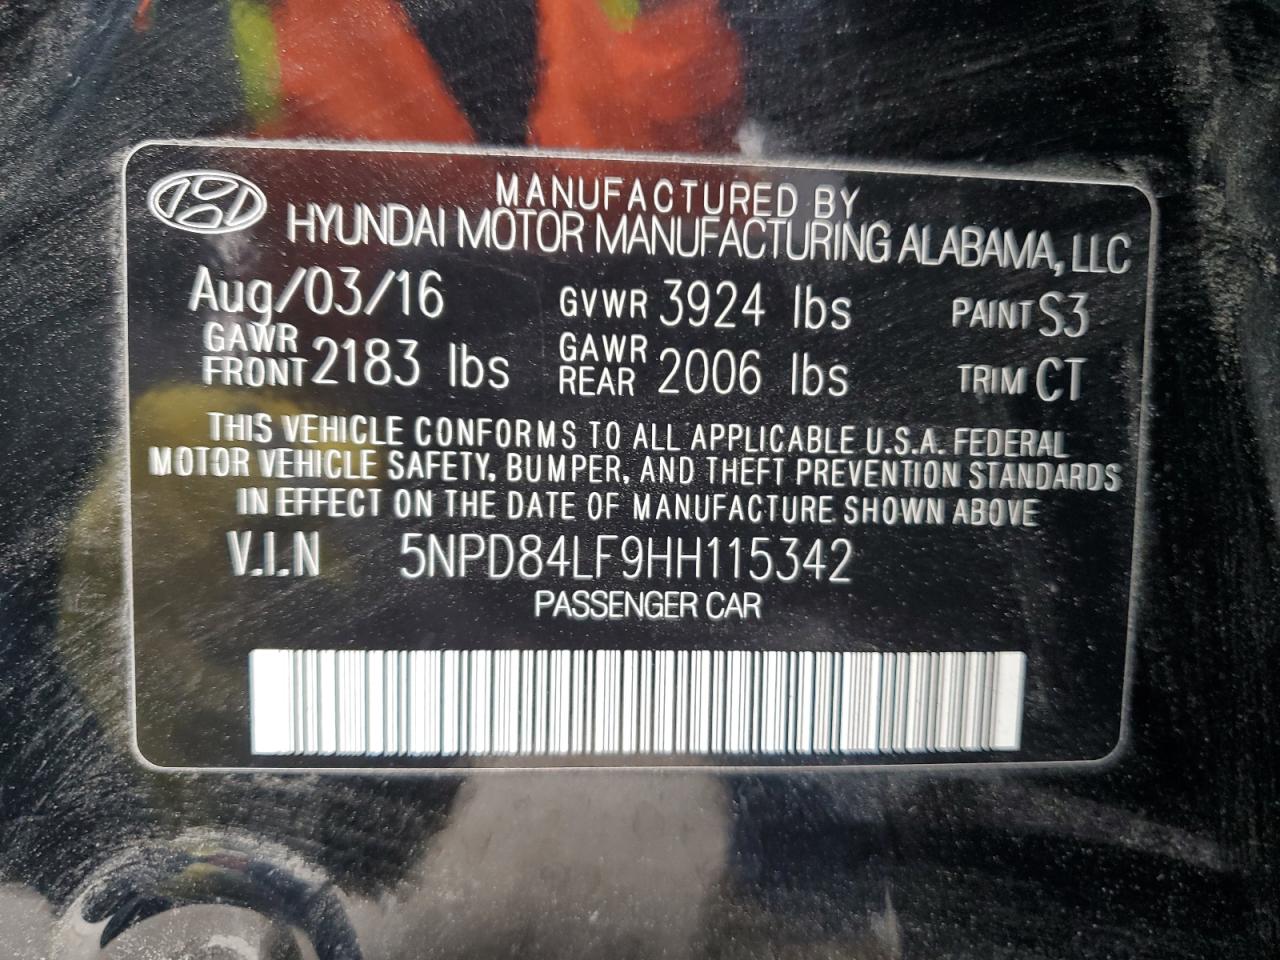 MANUFACTURED BY
HYUNDAI MOTOR MANUFACTURING ALABAMA, LLC
Aug/03/16 GVWR 3924 lbs PAINT S3
GAWR FRONT 2183 lbs GAWR REAR 2006 lbs TRIM CT
THIS VEHICLE CONFORMS TO ALL APPLICABLE U.S.A. FEDERAL
MOTOR VEHICLE SAFETY, BUMPER, AND THEFT PREVENTION STANDARDS
IN EFFECT ON THE DATE OF MANUFACTURE SHOWN ABOVE
V.I.N 5NPD84LF9HH115342
PASSENGER CAR